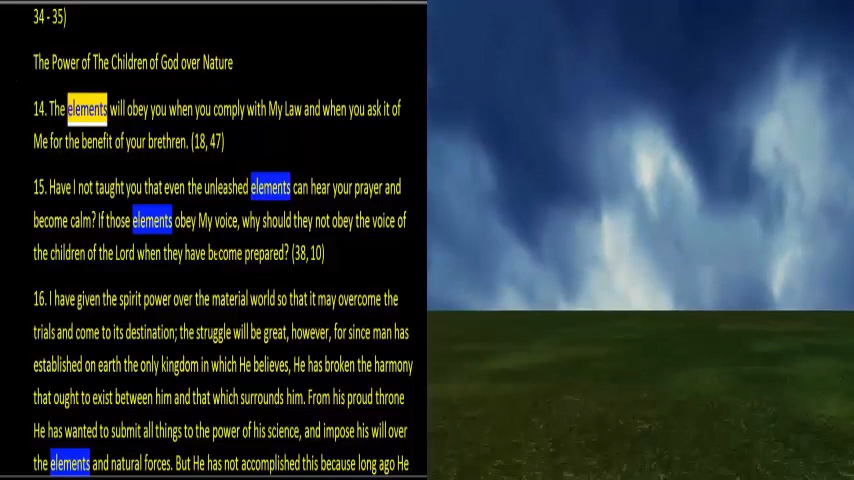 34 - 35)
The Power of The Children of God over Nature
14. The elements will obey you when you comply with My Law and when you ask it of
Me for the benefit of your brethren. (18, 47)
15. Have I not taught you that even the unleashed elements can hear your prayer and
become calm? If those elements obey My voice, why should they not obey the voice of
the children of the Lord when they have become prepared? (38, 10)
16. I have given the spirit power over the material world so that it may overcome the
trials and come to its destination; the struggle will be great, however, for since man has
established on earth the only kingdom in which He believes, He has broken the harmony
that ought to exist between him and that which surrounds him. From his proud throne
He has wanted to submit all things to the power of his science, and impose his will over
the elements and natural forces. But He has not accomplished this because long ago He